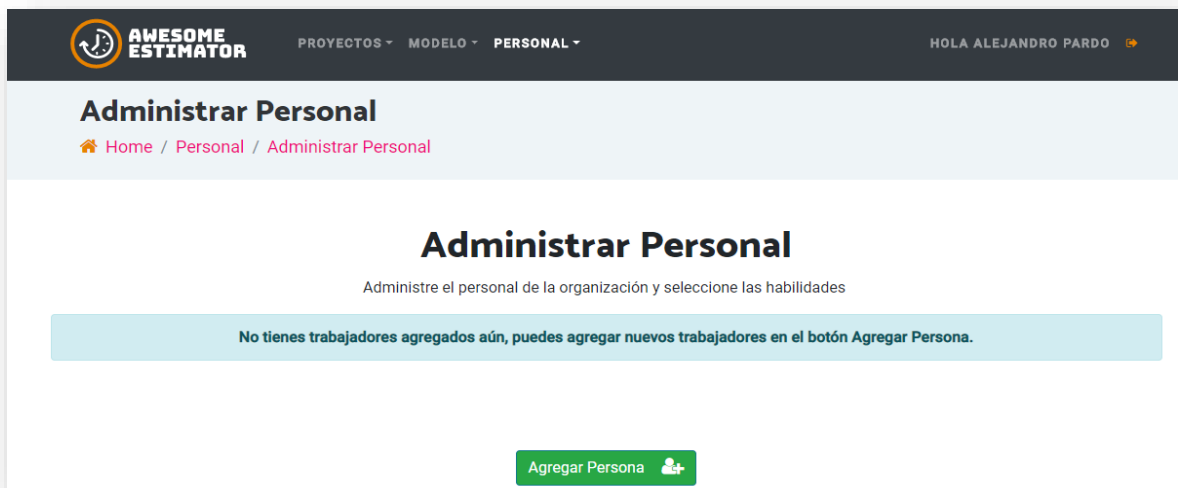 AWESOME
ESTIMATOR
PROYECTOS MODELO PERSONAL HOLA ALEJANDRO PARDO
Administrar Personal
Home / Personal / Administrar Personal
Administrar Personal
Administre el personal de la organización y seleccione las habilidades
No tienes trabajadores agregados aún, puedes agregar nuevos trabajadores en el botón Agregar Persona.
Agregar Persona